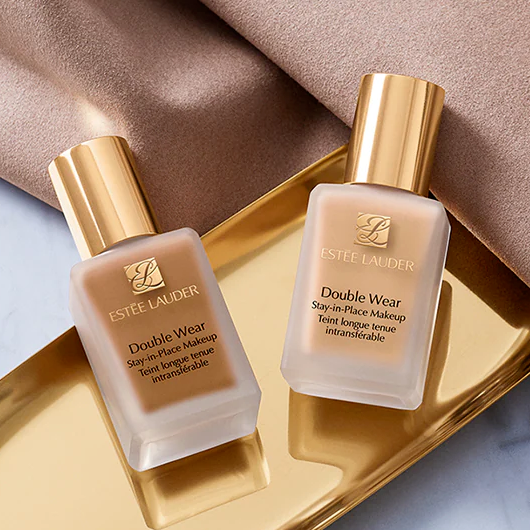 ESTĒE LAUDER
Double Wear
Stay-in-Place Makeup
Teint longue tenue
intransférable
ESTĒE LAUDER
Double Wear
Stay-in-Place Makeup
Teint longue tenue
intransférable